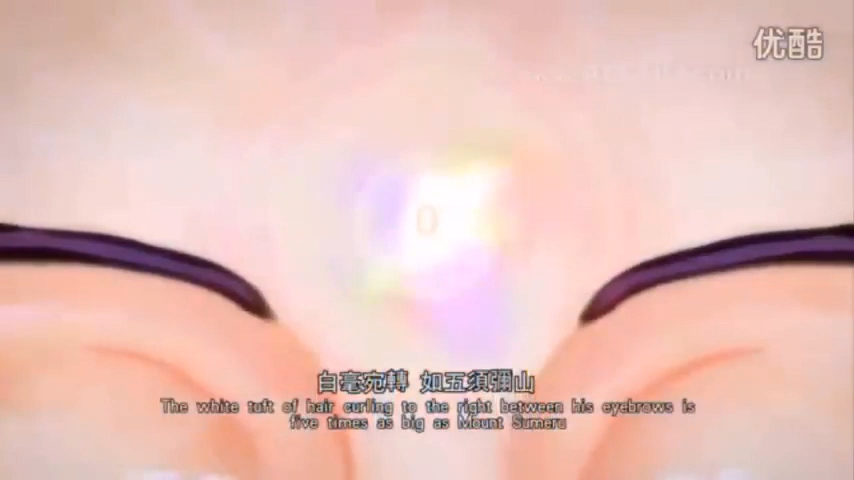 优酷
白毫宛轉 如五須彌山
The white tuft of hair curling to the right between his eyebrows is
five times as big as Mount Sumeru